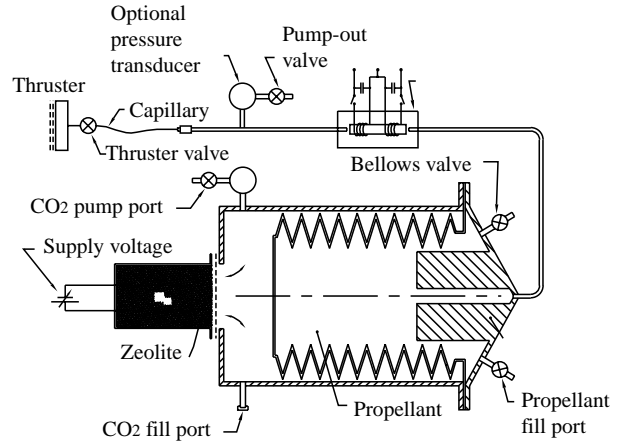 Optional
pressure
transducer
Pump-out
valve
Thruster
Capillary
Thruster valve
Bellows valve
CO2 pump port
Supply voltage
Zeolite
Propellant
Propellant
fill port
CO2 fill port